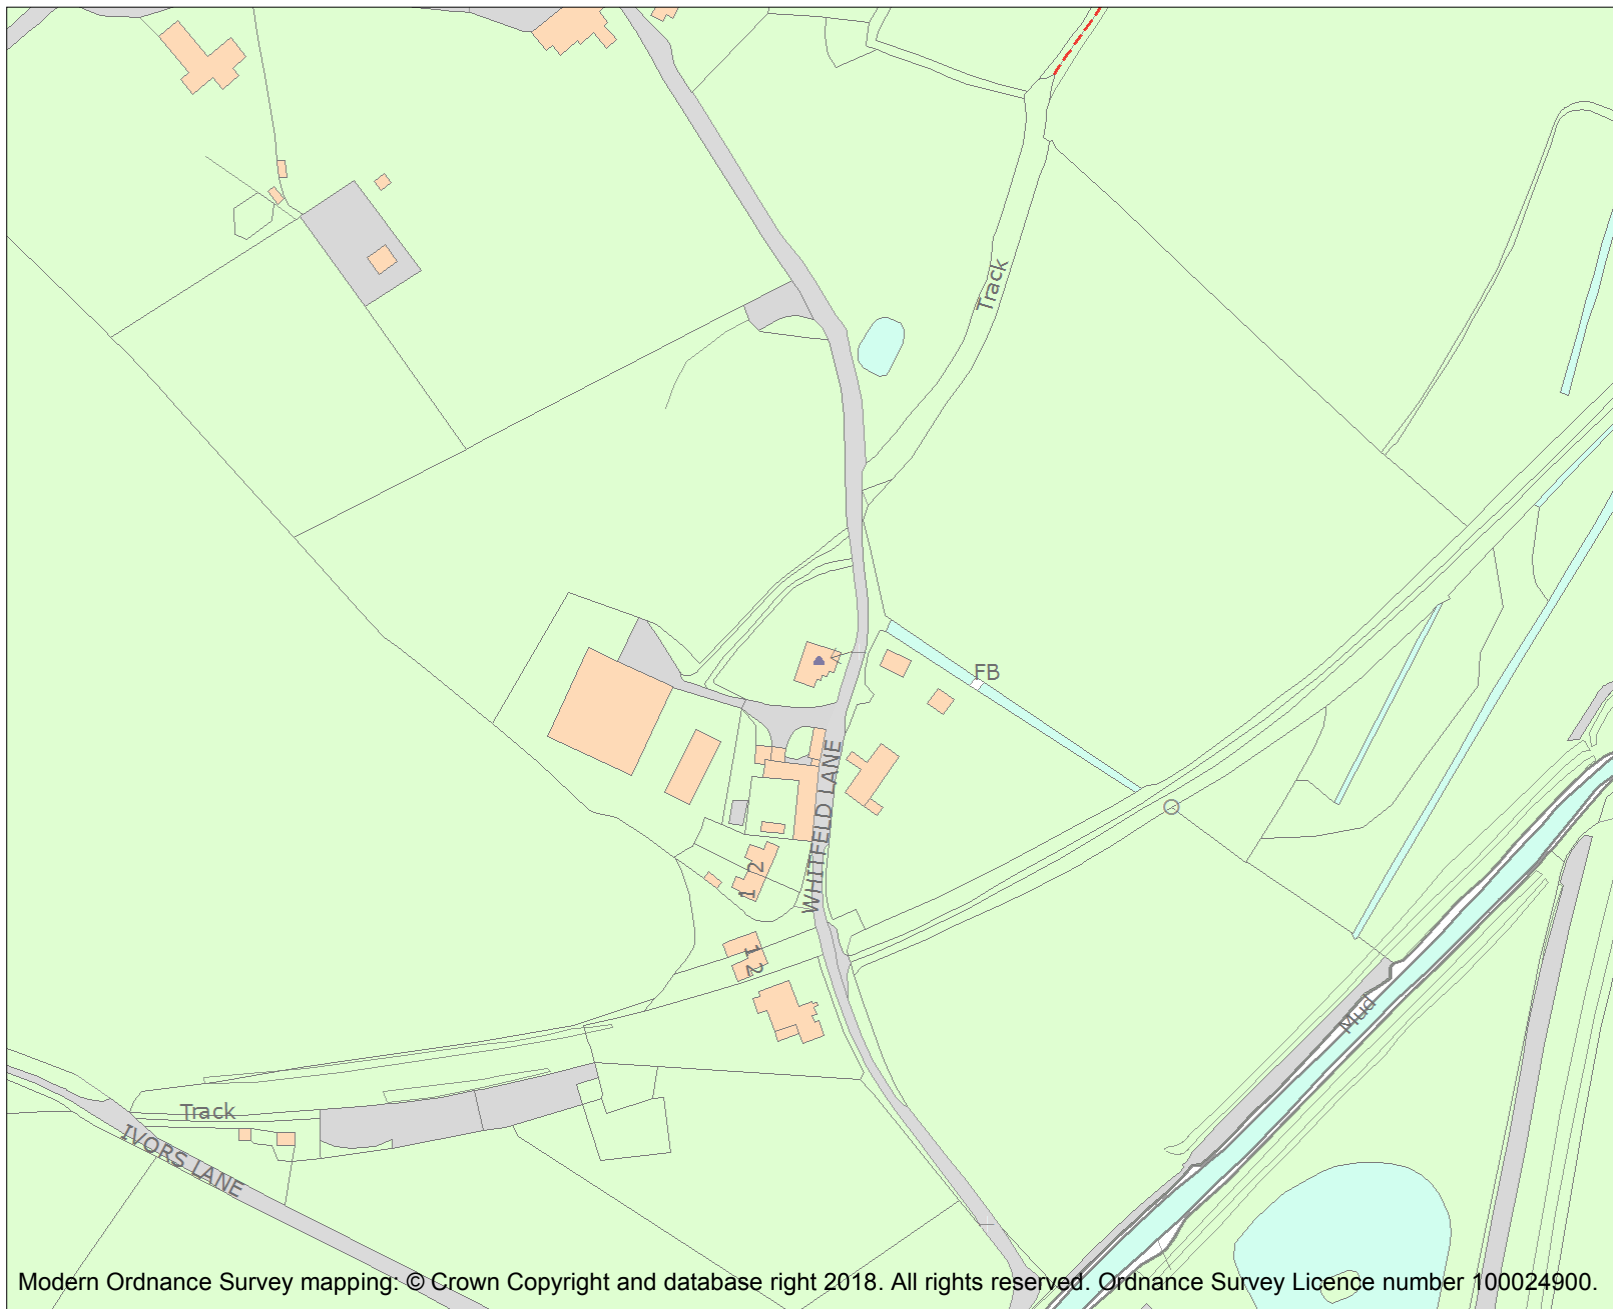 Track
FB
WHITFELD LANE
1 2
1 2
Mud
Track
IVORS LANE
Modern Ordnance Survey mapping: © Crown Copyright and database right 2018. All rights reserved. Ordnance Survey Licence number 100024900.